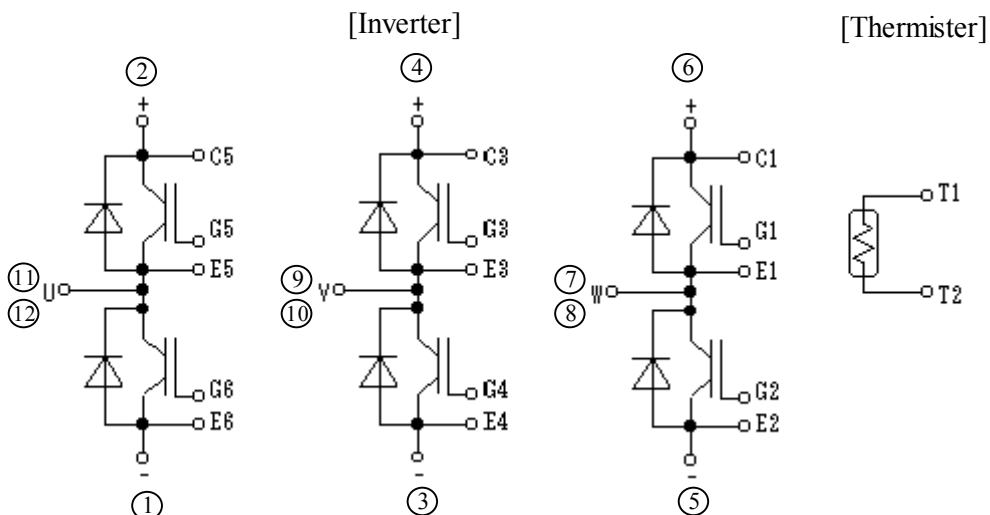 [Inverter]
[Thermister]
② ④ ⑥
+ + +
C5 C3 C1
T1
G5 G3 G1
E5 E3 E1
⑪ ⑨ ⑦
U V W T2
⑫ ⑩ ⑧
G6 G4 G2
E6 E4 E2
- - -
① ③ ⑤